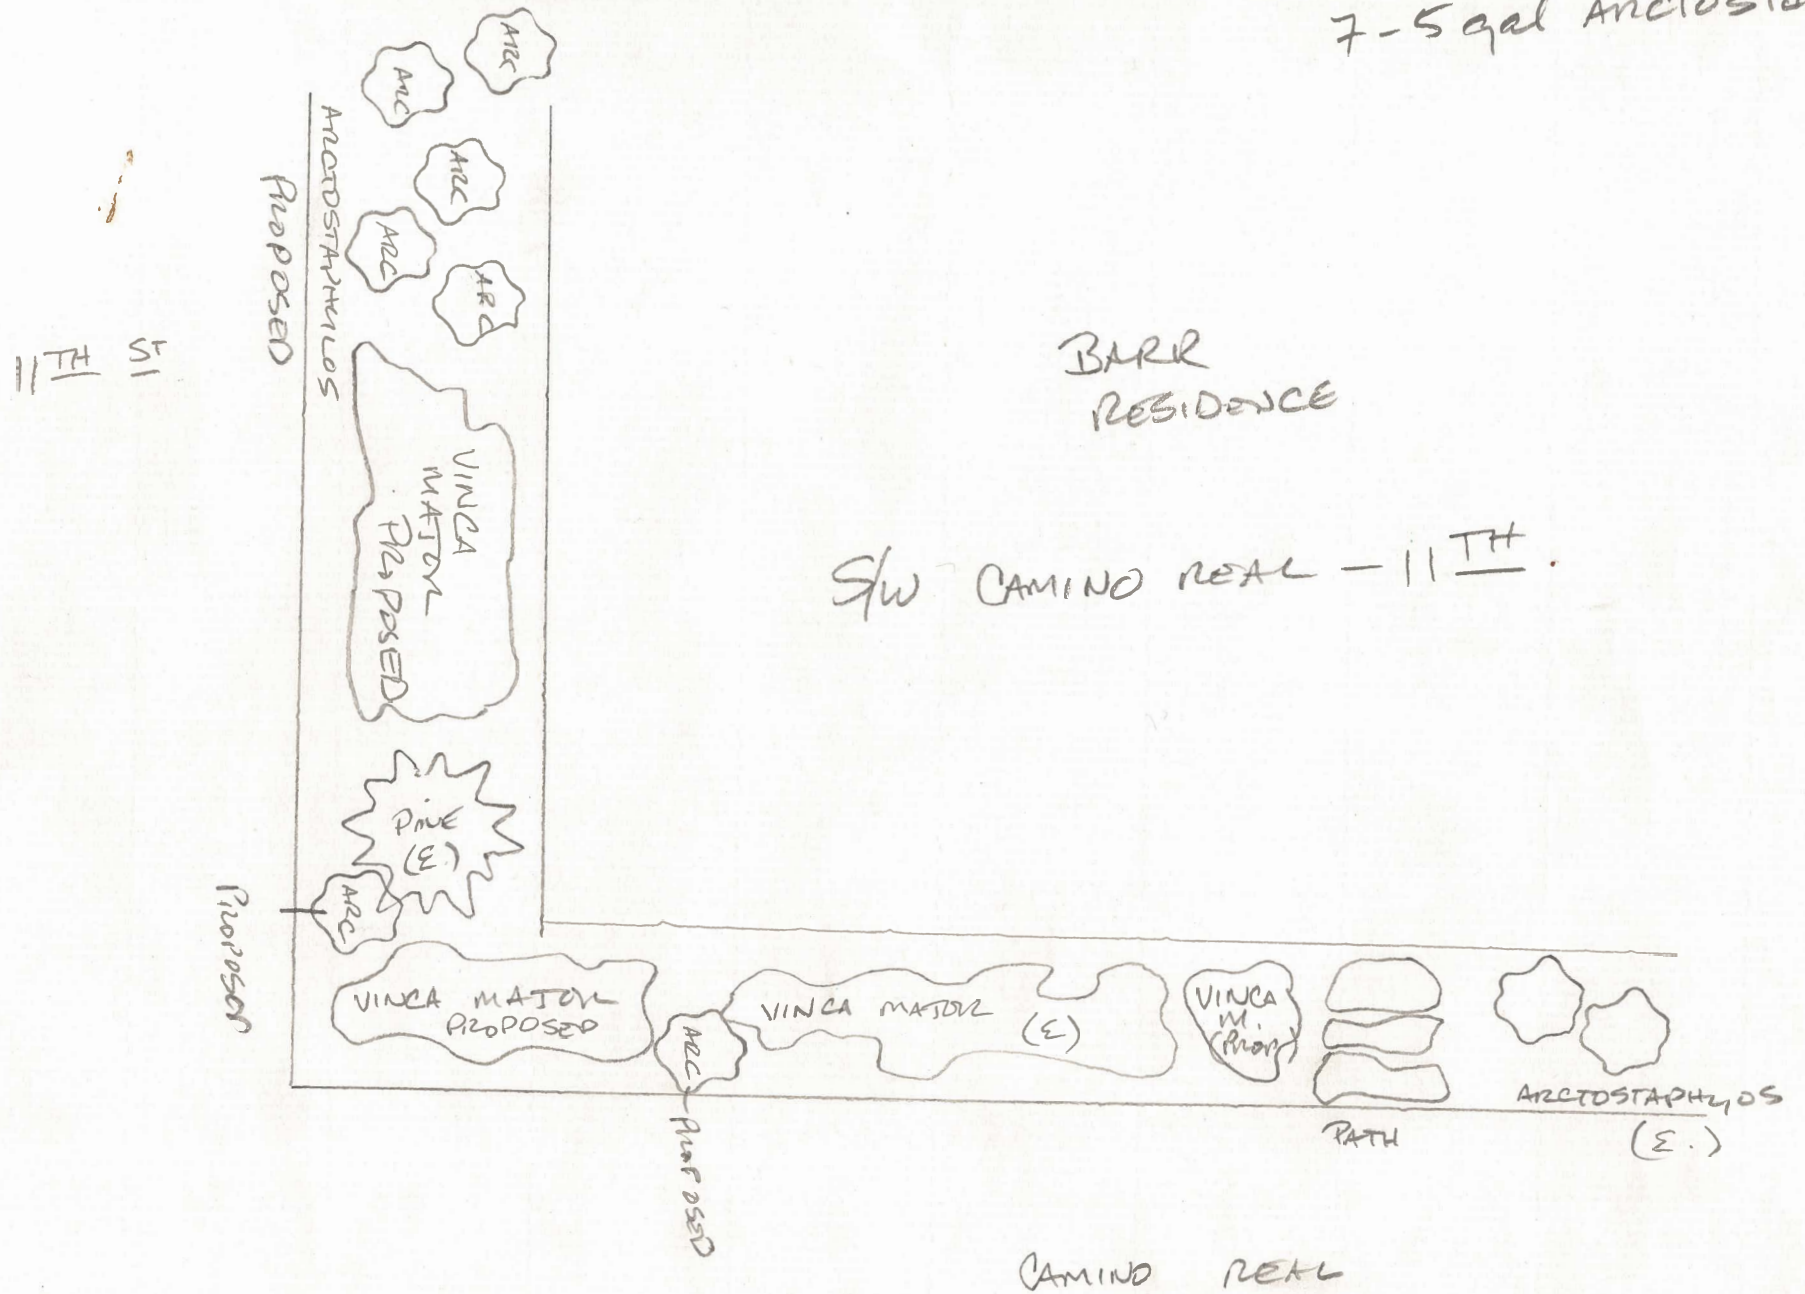 7-5 gal ARCTOSTA
ARC
ARC
ARC
ARC
ARC
ARCTOSTAPHYLOS
PROPOSED
11TH ST
BARR
RESIDENCE
S/W CAMINO REAL - 11TH.
VINCA
MAJOR
PROPOSED
PINE
(E.)
ARC
PROPOSED
VINCA MAJOR
PROPOSED
ARC
PROPOSED
VINCA MAJOR
(E)
VINCA
M.
(PROP)
PATH
ARCTOSTAPHYLOS
(E.)
CAMINO REAL